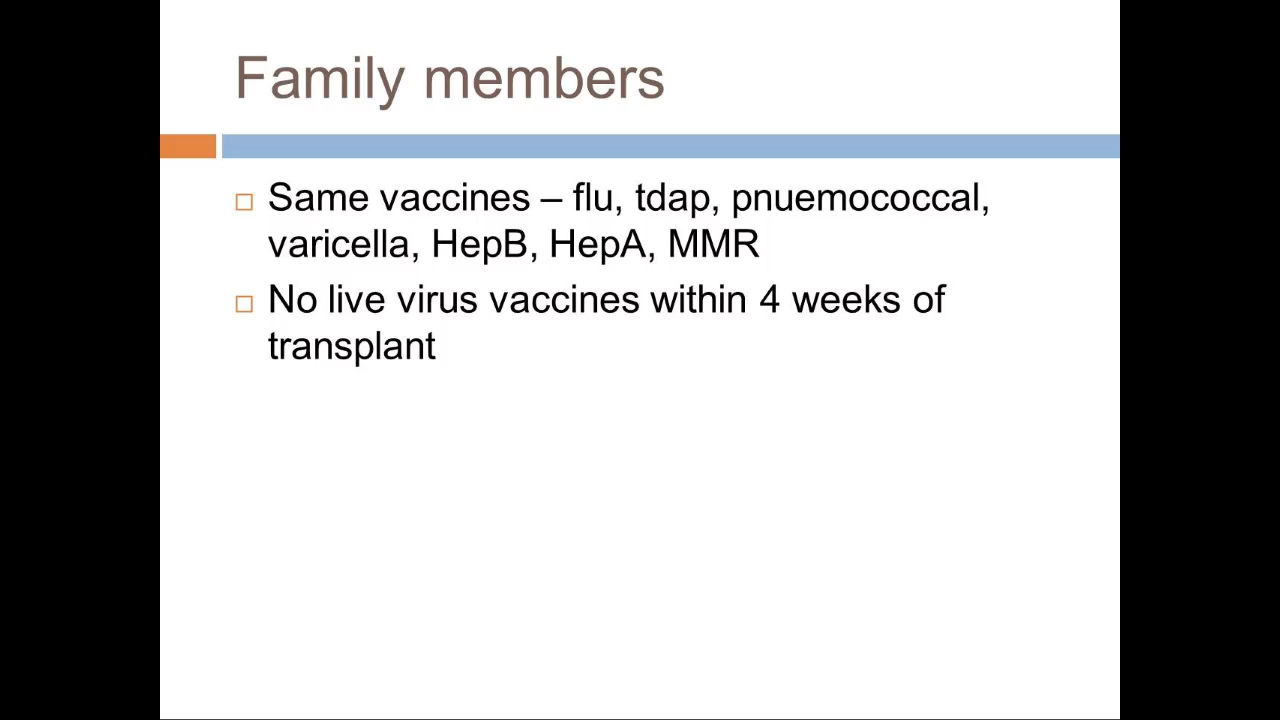 Family members
Same vaccines – flu, tdap, pnuemococcal,
varicella, HepB, HepA, MMR
No live virus vaccines within 4 weeks of
transplant